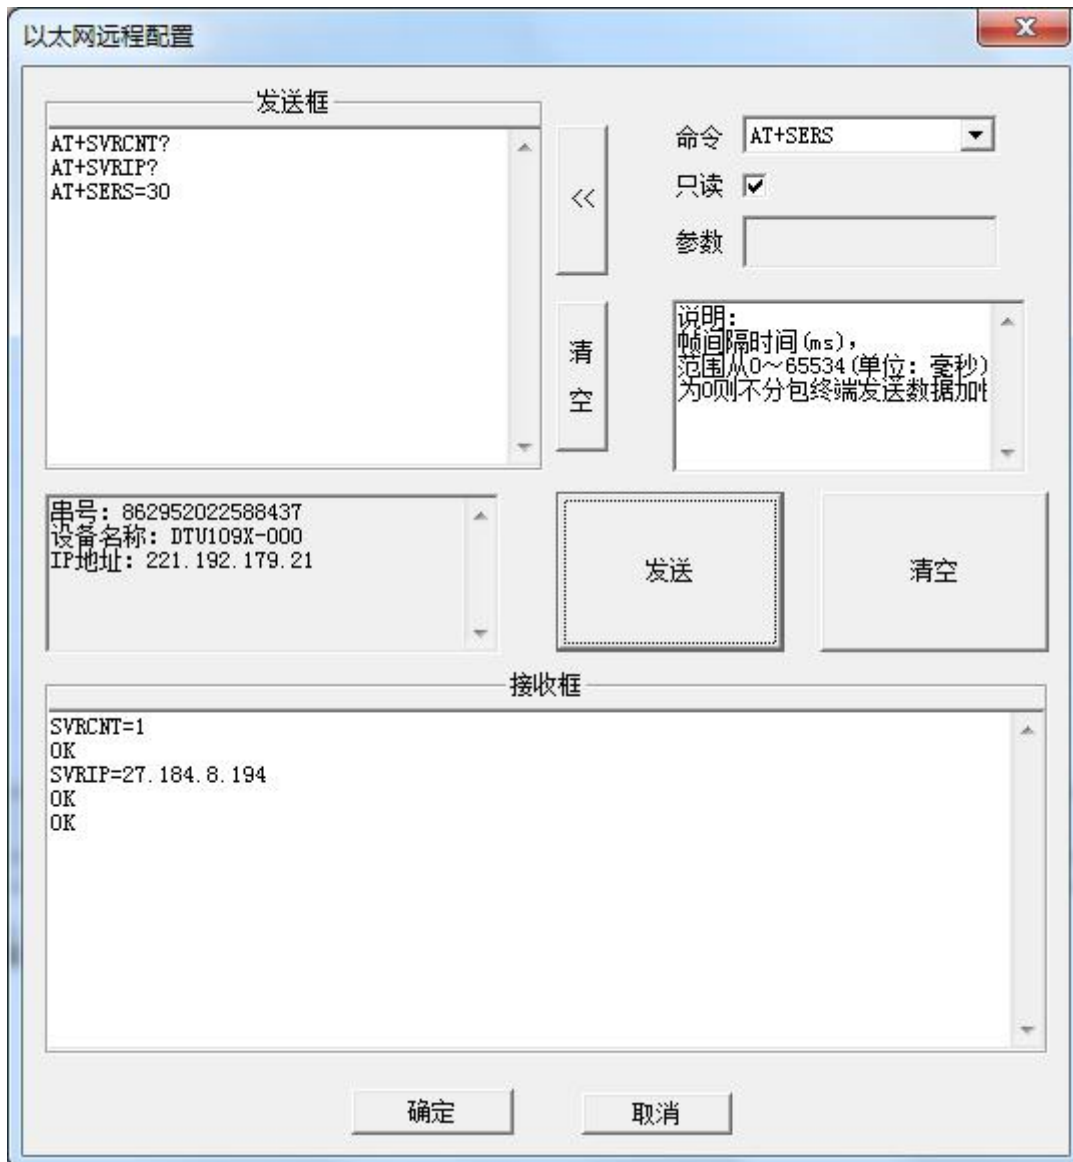 以太网远程配置
X
发送框
AT+SVRCNT?
AT+SVRIP?
AT+SERS=30
<<
清
空
命令
AT+SERS
只读
参数
说明:
帧间隔时间(ms),
范围从0～65534(单位: 毫秒)
为0则不分包终端发送数据加
串号: 862952022588437
设备名称: DTU109X-000
IP地址: 221.192.179.21
发送
清空
接收框
SVRCNT=1
OK
SVRIP=27.184.8.194
OK
OK
确定
取消